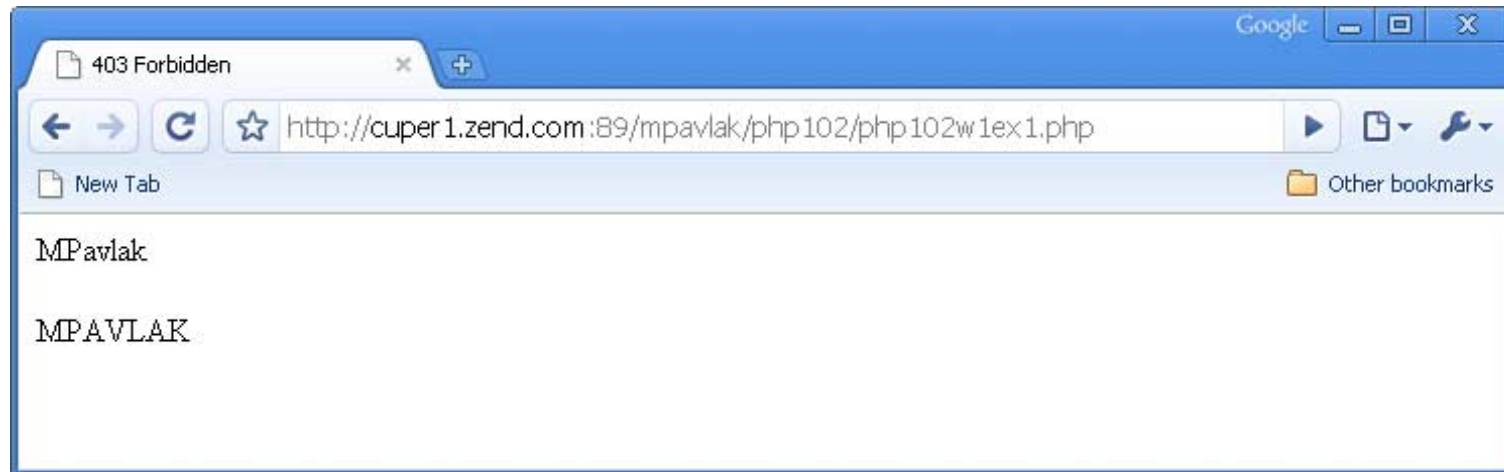 Google
403 Forbidden
http://cuper1.zend.com:89/mpavlak/php102/php102w1ex1.php
New Tab
Other bookmarks
MPavlak
MPAVLAK